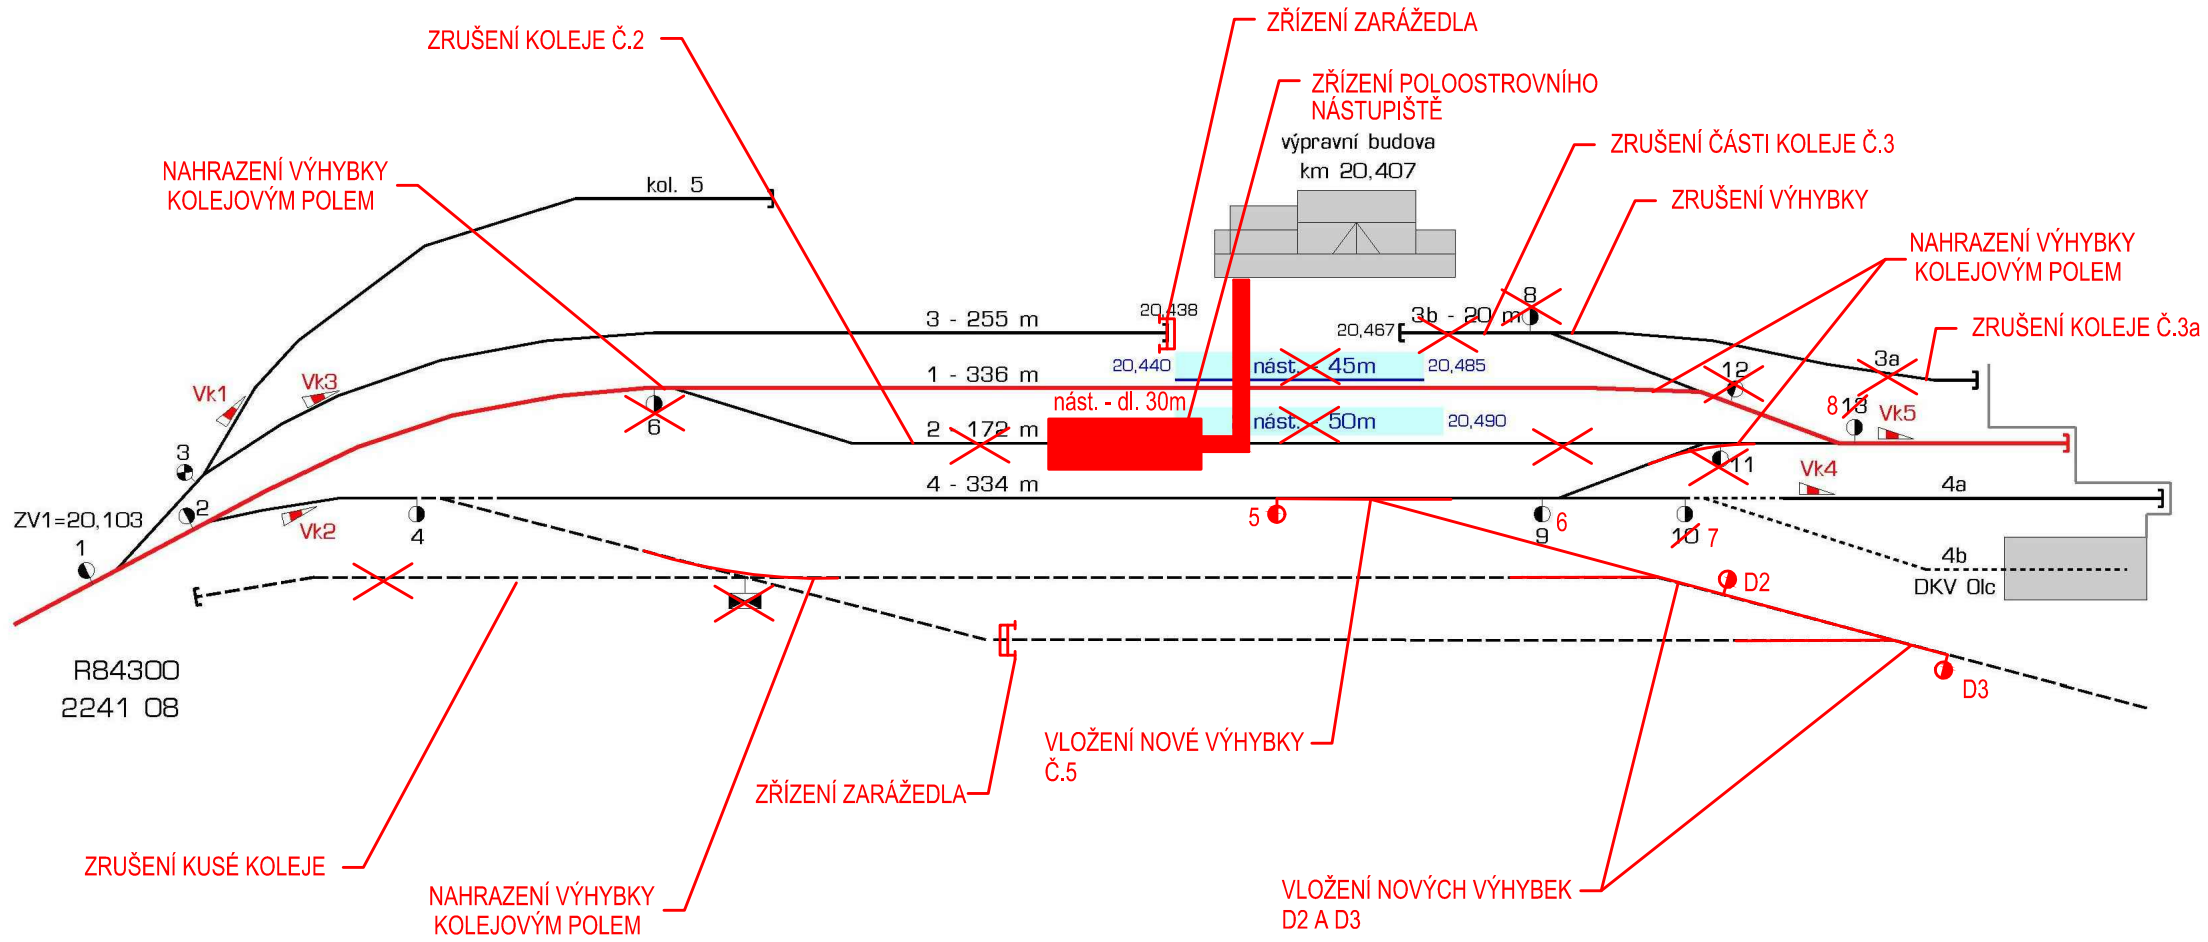 ZŘÍZENÍ ZARÁŽEDLA
ZRUŠENÍ KOLEJE Č.2
ZŘÍZENÍ POLOOSTROVNÍHO
NÁSTUPIŠTĚ
výpravní budova
km 20,407
ZRUŠENÍ ČÁSTI KOLEJE Č.3
NAHRAZENÍ VÝHYBKY
KOLEJOVÝM POLEM
kol. 5
ZRUŠENÍ VÝHYBKY
NAHRAZENÍ VÝHYBKY
KOLEJOVÝM POLEM
8
20,438
3 - 255 m
3b - 20 m
20,467
ZRUŠENÍ KOLEJE Č.3a
3a
20,440
nást. - 45m
20,485
1 - 336 m
12
Vk1
Vk3
nást. - dl. 30m
8
13
Vk5
6
nást. - 50m
20,490
2 - 172 m
3
11
Vk4
4 - 334 m
4a
2
ZV1=20,103
Vk2
4
5
9
6
10
7
1
4b
DKV Olc
D2
R84300
2241 08
D3
VLOŽENÍ NOVÉ VÝHYBKY
Č.5
ZŘÍZENÍ ZARÁŽEDLA
ZRUŠENÍ KUSÉ KOLEJE
NAHRAZENÍ VÝHYBKY
KOLEJOVÝM POLEM
VLOŽENÍ NOVÝCH VÝHYBEK
D2 A D3